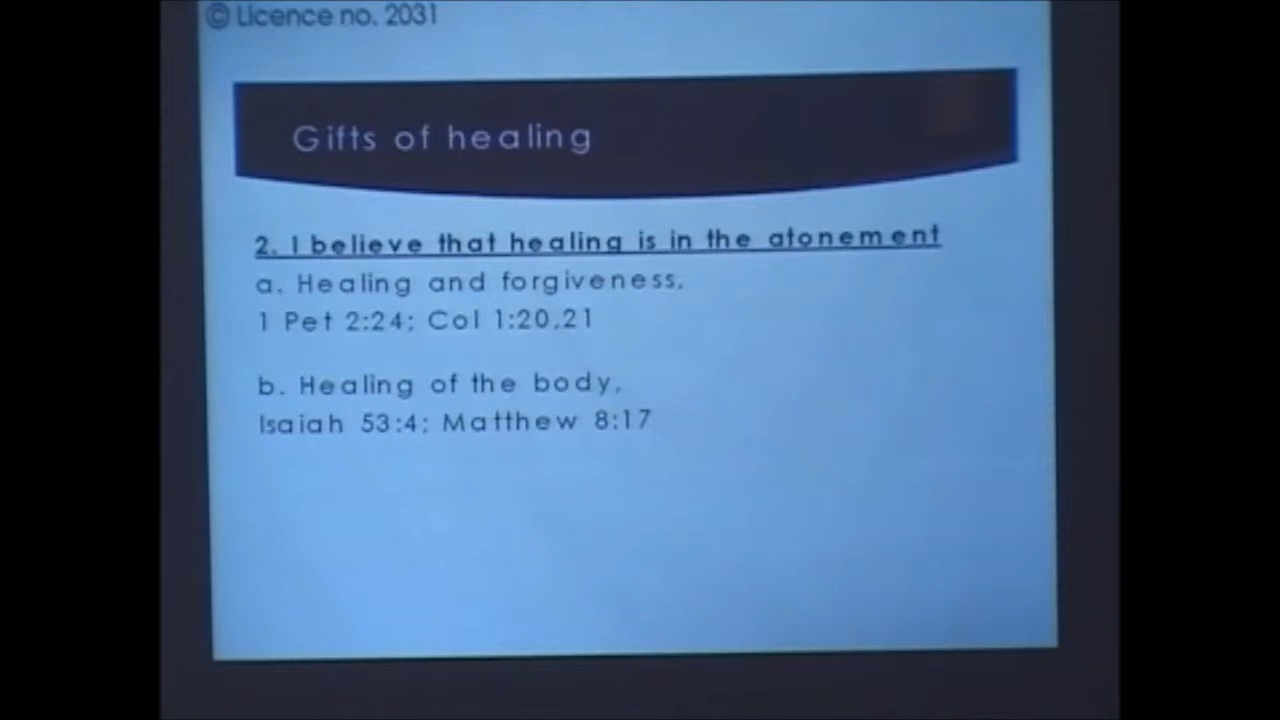 © Licence no. 2031
Gifts of healing
2. I believe that healing is in the atonement
a. Healing and forgiveness,
1 Pet 2:24; Col 1:20,21
b. Healing of the body,
Isaiah 53:4; Matthew 8:17